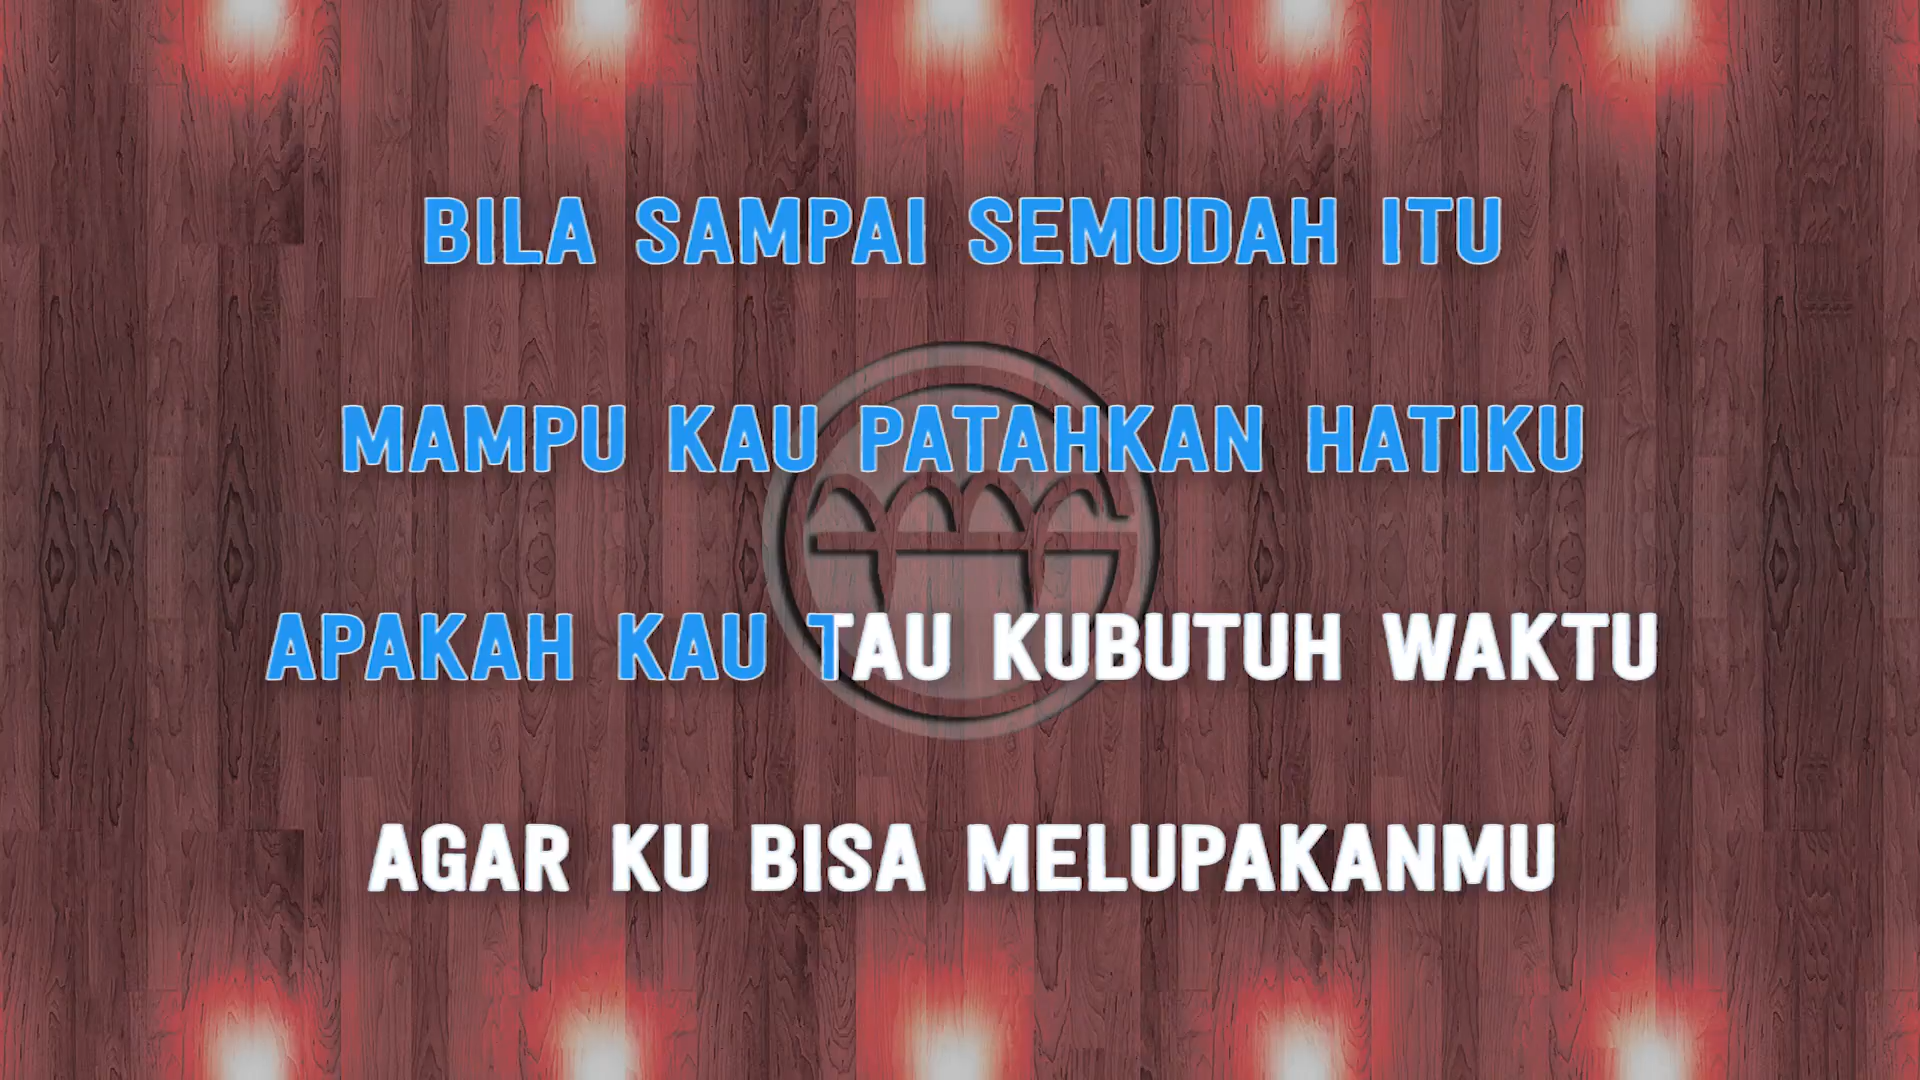 BILA SAMPAI SEMUDAH ITU
MAMPU KAU PATAHKAN HATIKU
APAKAH KAU TAU KUBUTUH WAKTU
AGAR KU BISA MELUPAKANMU